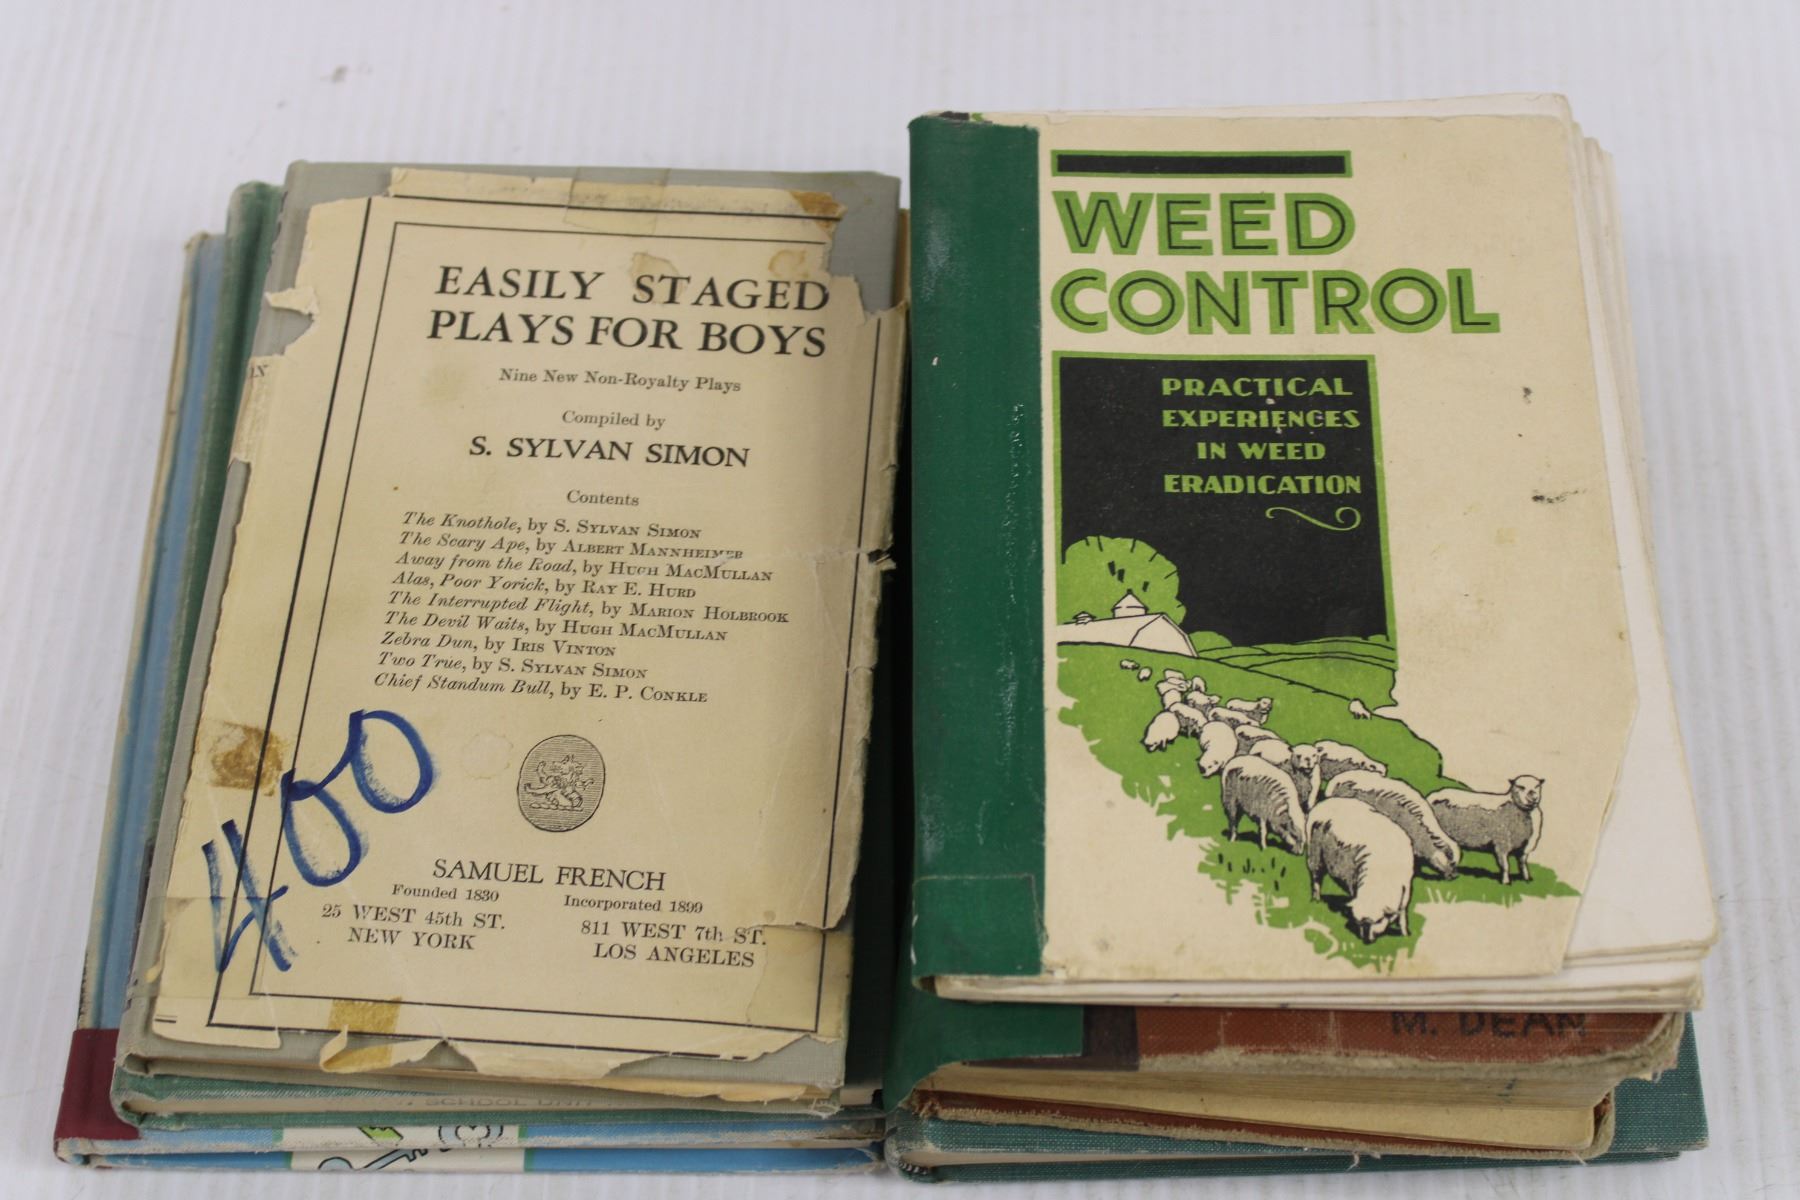 EASILY STAGED
PLAYS FOR BOYS
Nine New Non-Royalty Plays
Compiled by
S. SYLVAN SIMON
Contents
The Knothole, by S. SYLVAN SIMON
The Scary Ape, by ALBERT MANNHEIMER
Away from the Road, by HUGH MACMULLAN
Alas, Poor Yorick, by RAY E. HURD
The Interrupted Flight, by MARION HOLBROOK
The Devil Waits, by HUGH MACMULLAN
Zebra Dun, by IRIS VINTON
Two True, by S. SYLVAN SIMON
Chief Standum Bull, by E. P. CONKLE
400
SAMUEL FRENCH
Founded 1830 Incorporated 1899
25 WEST 45th ST. 811 WEST 7th ST.
NEW YORK LOS ANGELES
SCHOOL
WEED
CONTROL
PRACTICAL
EXPERIENCES
IN WEED
ERADICATION
M. DEAN